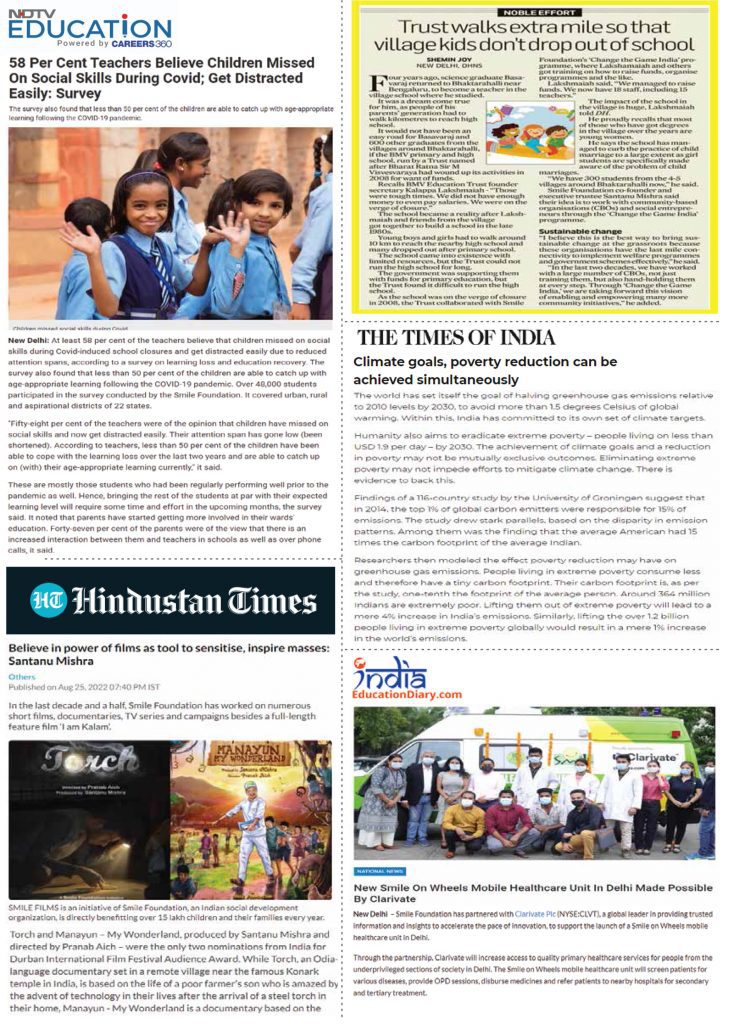 NDTV
EDUCATION
Powered by CAREERS360
58 Per Cent Teachers Believe Children Missed
On Social Skills During Covid; Get Distracted
Easily: Survey
The survey also found that less than 50 per cent of the children are able to catch up with age-appropriate
learning following the COVID-19 pandemic.
Children missed social skills during Covid
New Delhi: At least 58 per cent of the teachers believe that children missed on social
skills during Covid-induced school closures and get distracted easily due to reduced
attention spans, according to a survey on learning loss and education recovery. The
survey also found that less than 50 per cent of the children are able to catch up with
age-appropriate learning following the COVID-19 pandemic. Over 48,000 students
participated in the survey conducted by the Smile Foundation. It covered urban, rural
and aspirational districts of 22 states.
"Fifty-eight per cent of the teachers were of the opinion that children have missed on
social skills and now get easily distracted. Their attention span has gone low (been
shortened). According to teachers, less than 50 per cent of the children have been
able to cope with the learning loss over the last two years and are able to catch up
on (with) their age-appropriate learning currently," it said.
These are mostly those students who had been regularly performing well prior to the
pandemic as well. Hence, bringing the rest of the students at par with their expected
learning level will require some time and effort in the upcoming months, the survey
said. It noted that parents have started getting more involved in their wards'
education. Forty-seven per cent of the parents were of the view that there is an
increased interaction between them and teachers in schools as well as over phone
calls, it said.
HT Hindustan Times
Believe in power of films as tool to sensitise, inspire masses:
Santanu Mishra
Others
Published on Aug 25, 2022 07:40 PM IST
In the last decade and a half, Smile Foundation has worked on numerous
short films, documentaries, TV series and campaigns besides a full-length
feature film 'I am Kalam'.
Torch
Directed by Pranab Aich
Produced by Santanu Mishra
A Smile Foundation
MANAYUN
MY WONDERLAND
SMILE FILMS is an initiative of Smile Foundation, an Indian social development
organization, is directly benefitting over 15 lakh children and their families every year.
Torch and Manayun – My Wonderland, produced by Santanu Mishra and
directed by Pranab Aich – were the only two nominations from India for
Durban International Film Festival Audience Award. While Torch, an Odia-
language documentary set in a remote village near the famous Konark
temple in India, is based on the life of a poor farmer's son who is amazed by
the advent of technology in their lives after the arrival of a steel torch in
their home, Manayun - My Wonderland is a documentary based on the
NOBLE EFFORT
Trust walks extra mile so that
village kids don't drop out of school
SHEMIN JOY
NEW DELHI, DHNS
Four years ago, science graduate Basa-
varaj returned to Bhaktarahalli near
Bengaluru, to become a teacher in the
village school where he studied.
It was a dream come true
for him, as people of his
parents' generation had to
walk kilometres to reach high
school.
It would not have been an
easy road for Basavaraj and
600 other graduates from the
villages around Bhaktarahalli,
if the BMV primary and high
school, run by a Trust named
after Bharat Ratna Sir M
Visvesvaraya had wound up its activities in
2008 for want of funds.
Recalls BMV Education Trust founder
secretary Kalappa Lakshmaiah - "Those
were tough times. We did not have enough
money to even pay salaries. We were on the
verge of closure."
The school became a reality after Laksh-
maiah and friends from the village
got together to build a school in the late
1980s.
Young boys and girls had to walk around
10 km to reach the nearby high school and
many dropped out after primary school.
The school came into existence with
limited resources, but the Trust could not
run the high school for long.
The government was supporting them
with funds for primary education but
the Trust found it difficult to run the high
school.
As the school was on the verge of closure
in 2008, the Trust collaborated with Smile
Foundation's 'Change the Game India' pro-
gramme, where Lakshamaiah and others
got training on how to raise funds, organise
programmes and the like.
Lakshmaiah said, "We managed to raise
funds. We now have 18 staff, including 15
teachers."
The impact of the school in
the village is huge, Lakshmaiah
told DH.
He proudly recalls that most
of those who have got degrees
in the village over the years are
young women.
He says the school has man-
aged to curb the practice of child
marriage to a large extent as girl
students are specifically made
aware of the problem of child
marriages.
"We have 300 students from the 4-5
villages around Bhaktarahalli now," he said.
Smile Foundation co-founder and
executive trustee Santanu Mishra said
their idea is to work with community-based
organisations (CBOs) and social entrepre-
neurs through the 'Change the Game India'
programme.
Sustainable change
"I believe this is the best way to bring sus-
tainable change at the grassroots because
these organisations have the last mile con-
nectivity to implement welfare programmes
and government schemes effectively," he said.
"In the last two decades, we have worked
with a large number of CBOs, not just
training them, but also hand-holding them
at every step. Through 'Change the Game
India,' we are taking forward this vision
of enabling and empowering many more
community initiatives," he added.
THE TIMES OF INDIA
Climate goals, poverty reduction can be
achieved simultaneously
The world has set itself the goal of halving greenhouse gas emissions relative
to 2010 levels by 2030, to avoid more than 1.5 degrees Celsius of global
warming. Within this, India has committed to its own set of climate targets.
Humanity also aims to eradicate extreme poverty – people living on less than
USD 1.9 per day – by 2030. The achievement of climate goals and a reduction
in poverty may not be mutually exclusive outcomes. Eliminating extreme
poverty may not impede efforts to mitigate climate change. There is
evidence to back this.
Findings of a 116-country study by the University of Groningen suggest that
in 2014, the top 1% of global carbon emitters were responsible for 15% of
emissions. The study drew stark parallels, based on the disparity in emission
patterns. Among them was the finding that the average American had 15
times the carbon footprint of the average Indian.
Researchers then modeled the effect poverty reduction may have on
greenhouse gas emissions. People living in extreme poverty consume less
and therefore have a tiny carbon footprint. Their carbon footprint is, as per
the study, one-tenth the footprint of the average person. Around 364 million
Indians are extremely poor. Lifting them out of extreme poverty will lead to a
mere 4% increase in India's emissions. Similarly, lifting the over 1.2 billion
people living in extreme poverty globally would result in a mere 1% increase
in the world's emissions.
india
EducationDiary.com
Clarivate
NATIONAL NEWS
New Smile On Wheels Mobile Healthcare Unit In Delhi Made Possible
By Clarivate
New Delhi – Smile Foundation has partnered with Clarivate Plc (NYSE:CLVT), a global leader in providing trusted
information and insights to accelerate the pace of innovation, to support the launch of a Smile on Wheels mobile
healthcare unit in Delhi.
Through the partnership, Clarivate will increase access to quality primary healthcare services for people from the
underprivileged sections of society in Delhi. The Smile on Wheels mobile healthcare unit will screen patients for
various diseases, provide OPD sessions, disburse medicines and refer patients to nearby hospitals for secondary
and tertiary treatment.